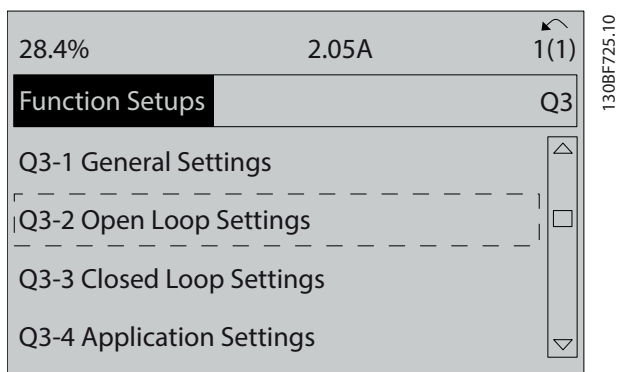 28.4% 2.05A 1(1)
Function Setups Q3
Q3-1 General Settings
Q3-2 Open Loop Settings
Q3-3 Closed Loop Settings
Q3-4 Application Settings
130BF725.10